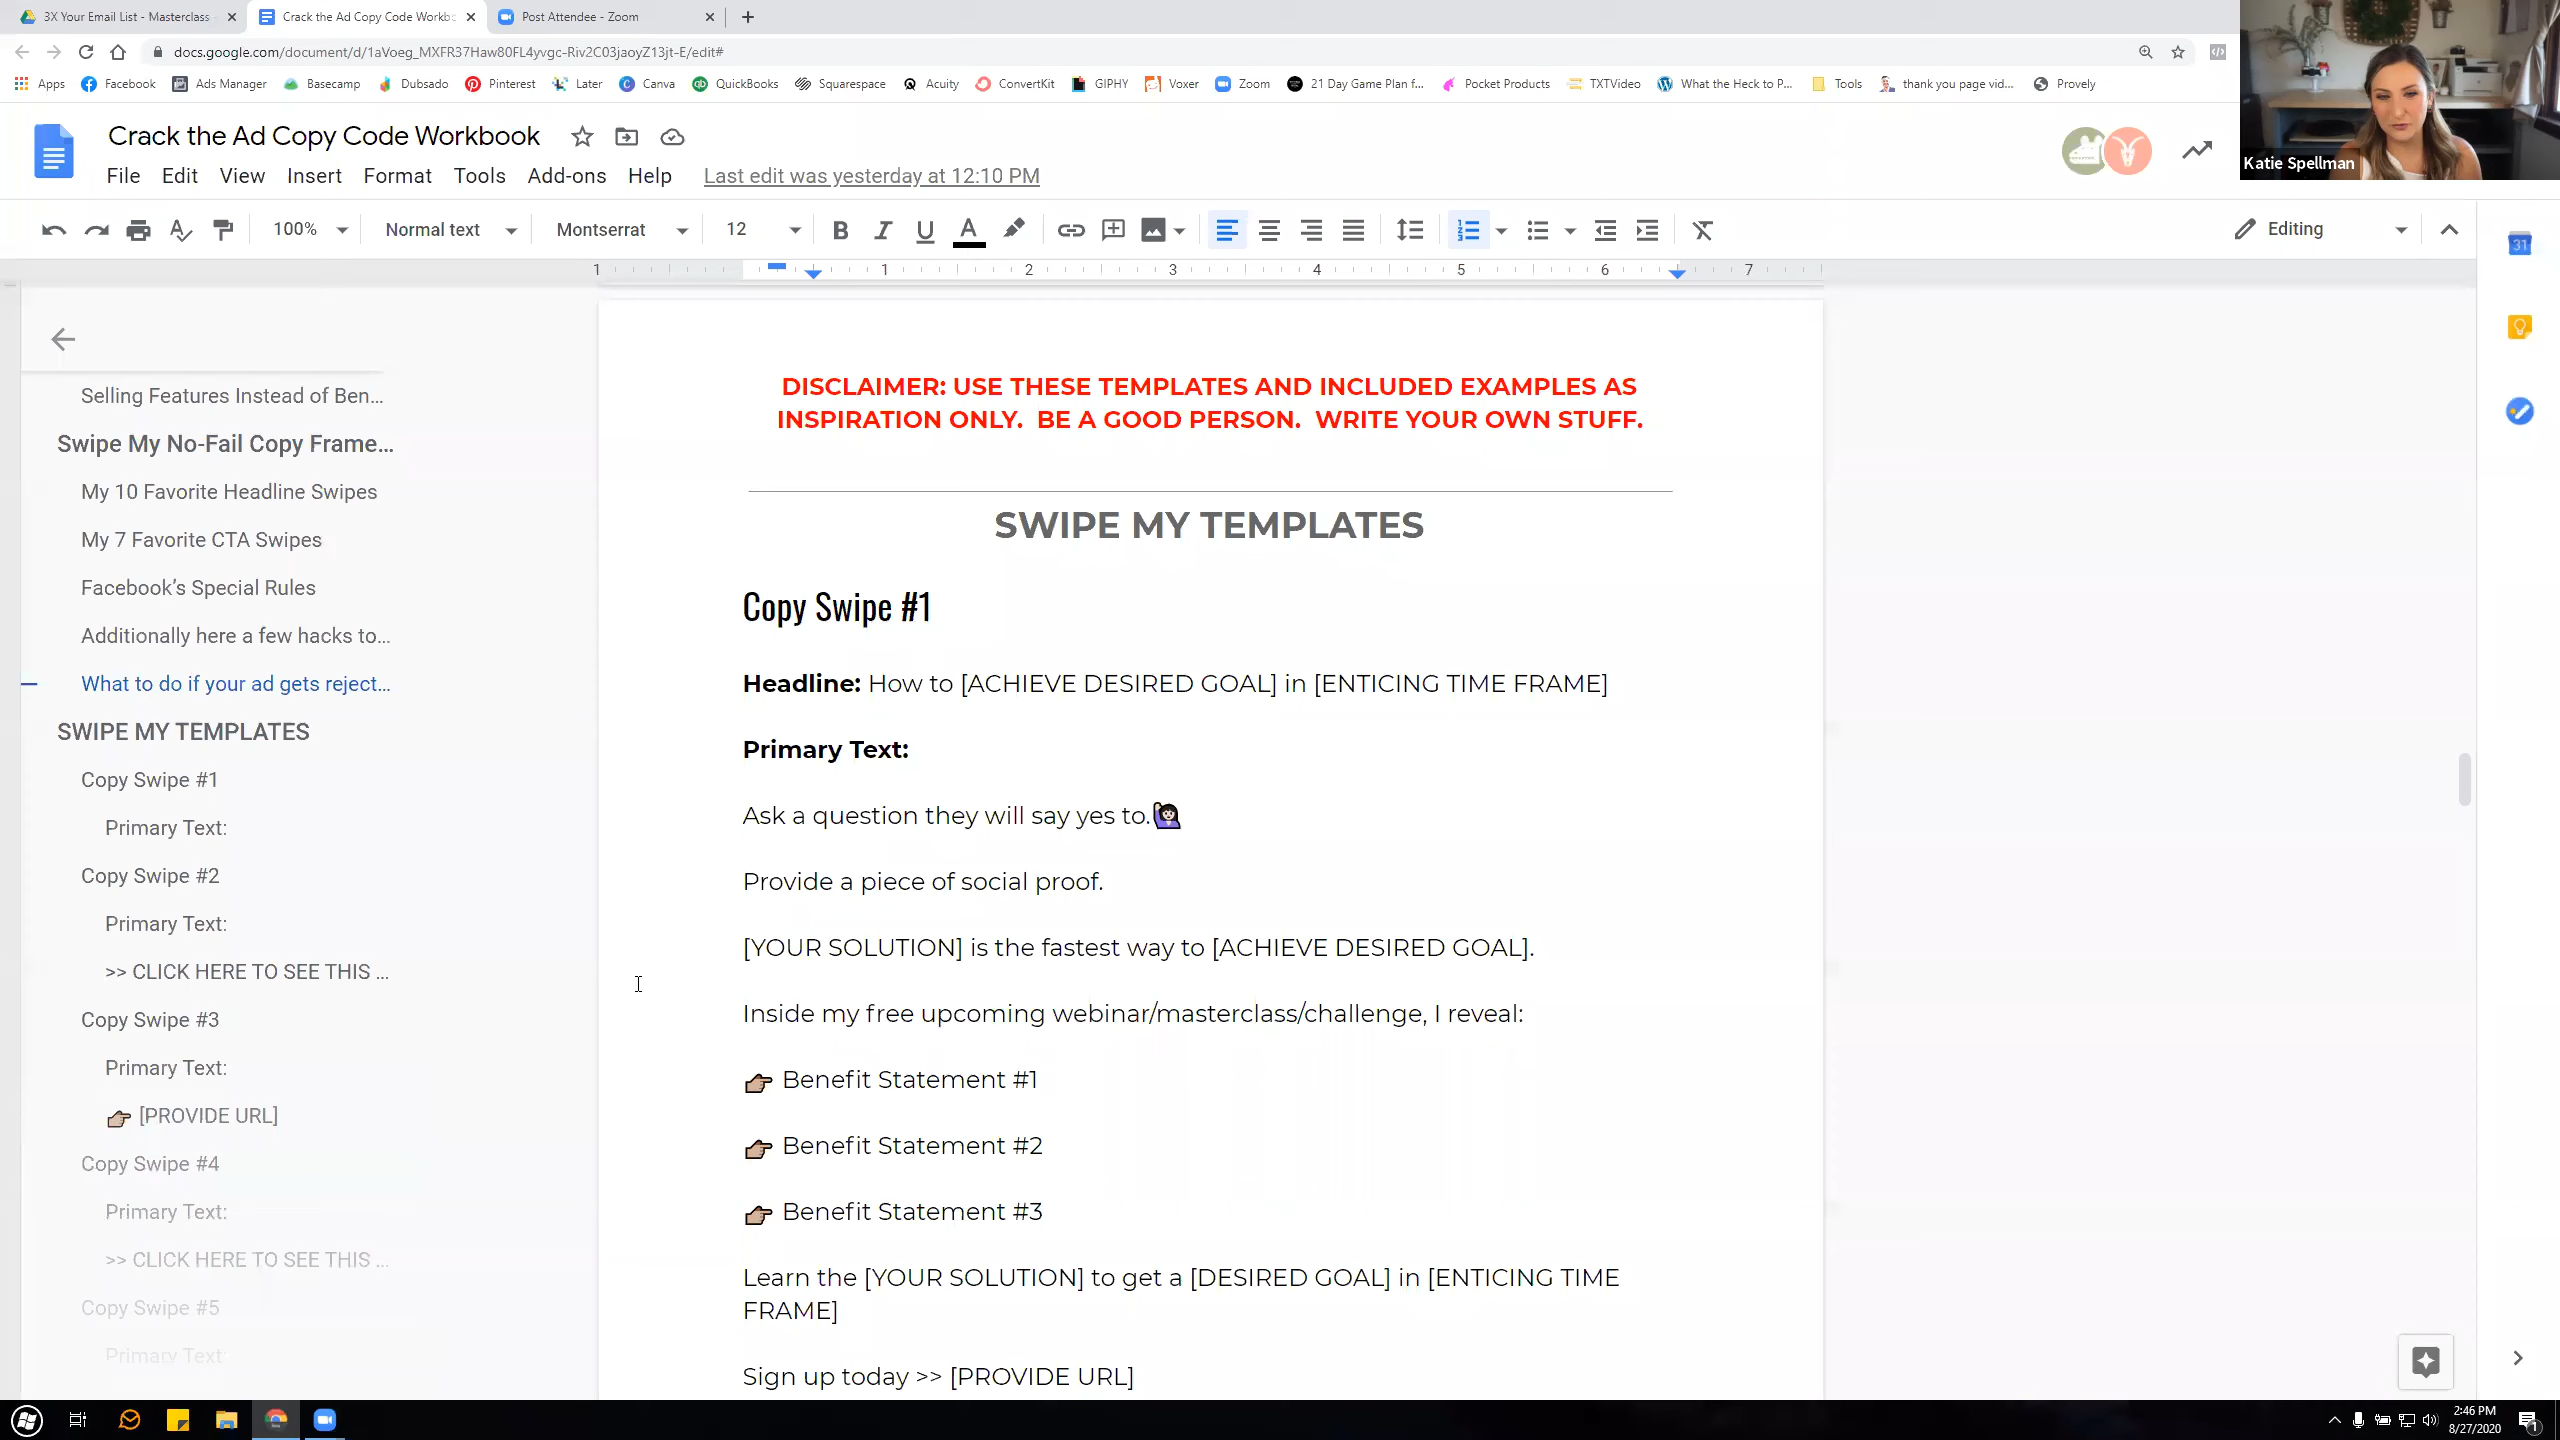 3X Your Email List - Masterclass
Crack the Ad Copy Code Workbo
Post Attendee - Zoom
docs.google.com/document/d/1aVoeg_MXFR37Haw80FL4yvgc-Riv2C03jaoyZ13jt-E/edit#
Apps Facebook Ads Manager Basecamp Dubsado Pinterest Later Canva QuickBooks Squarespace Acuity ConvertKit GIPHY Voxer Zoom 21 Day Game Plan f... Pocket Products TXTVideo What the Heck to P... Tools thank you page vid... Provely
Katie Spellman
Crack the Ad Copy Code Workbook
File Edit View Insert Format Tools Add-ons Help Last edit was yesterday at 12:10 PM
100% Normal text Montserrat 12 B I U A Editing
1 1 2 3 4 5 6 7
31
Selling Features Instead of Ben...
Swipe My No-Fail Copy Frame...
My 10 Favorite Headline Swipes
My 7 Favorite CTA Swipes
Facebook’s Special Rules
Additionally here a few hacks to...
What to do if your ad gets reject...
SWIPE MY TEMPLATES
Copy Swipe #1
Primary Text:
Copy Swipe #2
Primary Text:
>> CLICK HERE TO SEE THIS ...
Copy Swipe #3
Primary Text:
👉🏼 [PROVIDE URL]
Copy Swipe #4
Primary Text:
>> CLICK HERE TO SEE THIS ...
Copy Swipe #5
Primary Text:
DISCLAIMER: USE THESE TEMPLATES AND INCLUDED EXAMPLES AS
INSPIRATION ONLY.  BE A GOOD PERSON.  WRITE YOUR OWN STUFF.
SWIPE MY TEMPLATES
Copy Swipe #1
Headline: How to [ACHIEVE DESIRED GOAL] in [ENTICING TIME FRAME]
Primary Text:
Ask a question they will say yes to.🙋🏻‍♀️
Provide a piece of social proof.
[YOUR SOLUTION] is the fastest way to [ACHIEVE DESIRED GOAL].
Inside my free upcoming webinar/masterclass/challenge, I reveal:
👉🏼 Benefit Statement #1
👉🏼 Benefit Statement #2
👉🏼 Benefit Statement #3
Learn the [YOUR SOLUTION] to get a [DESIRED GOAL] in [ENTICING TIME
FRAME]
Sign up today >> [PROVIDE URL]
2:46 PM
8/27/2020
1